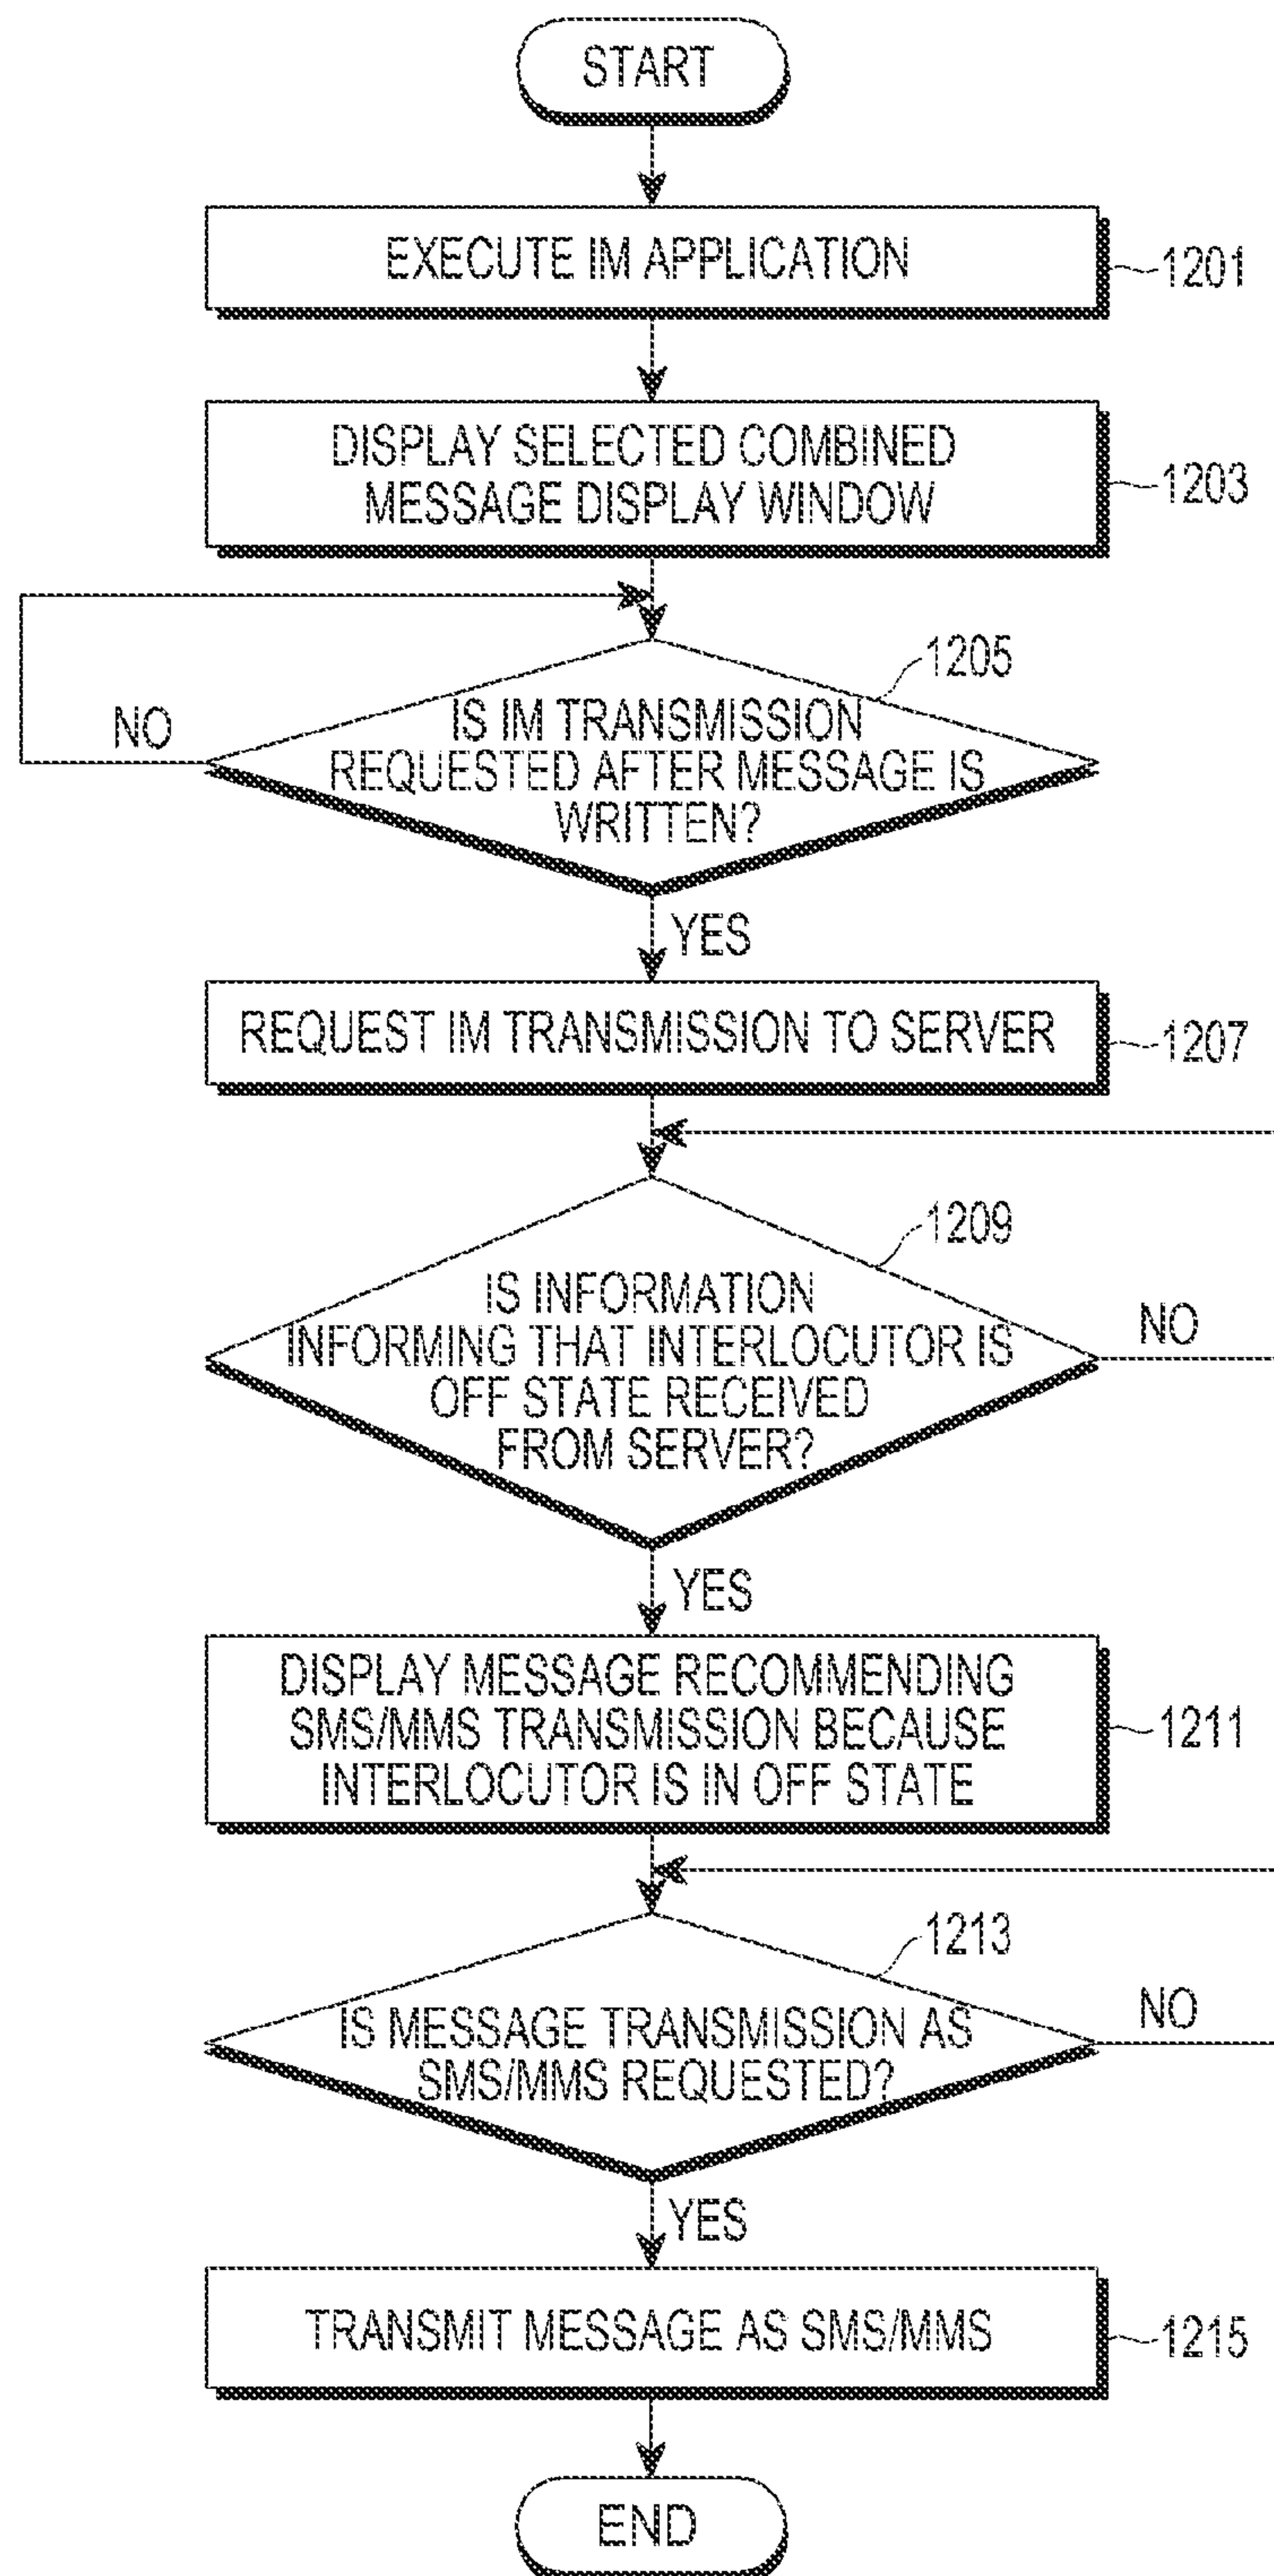 START
EXECUTE IM APPLICATION
1201
DISPLAY SELECTED COMBINED
MESSAGE DISPLAY WINDOW
1203
1205
NO
IS IM TRANSMISSION
REQUESTED AFTER MESSAGE IS
WRITTEN?
YES
REQUEST IM TRANSMISSION TO SERVER
1207
1209
IS INFORMATION
INFORMING THAT INTERLOCUTOR IS
OFF STATE RECEIVED
FROM SERVER?
NO
YES
DISPLAY MESSAGE RECOMMENDING
SMS/MMS TRANSMISSION BECAUSE
INTERLOCUTOR IS IN OFF STATE
1211
1213
IS MESSAGE TRANSMISSION AS
SMS/MMS REQUESTED?
NO
YES
TRANSMIT MESSAGE AS SMS/MMS
1215
END